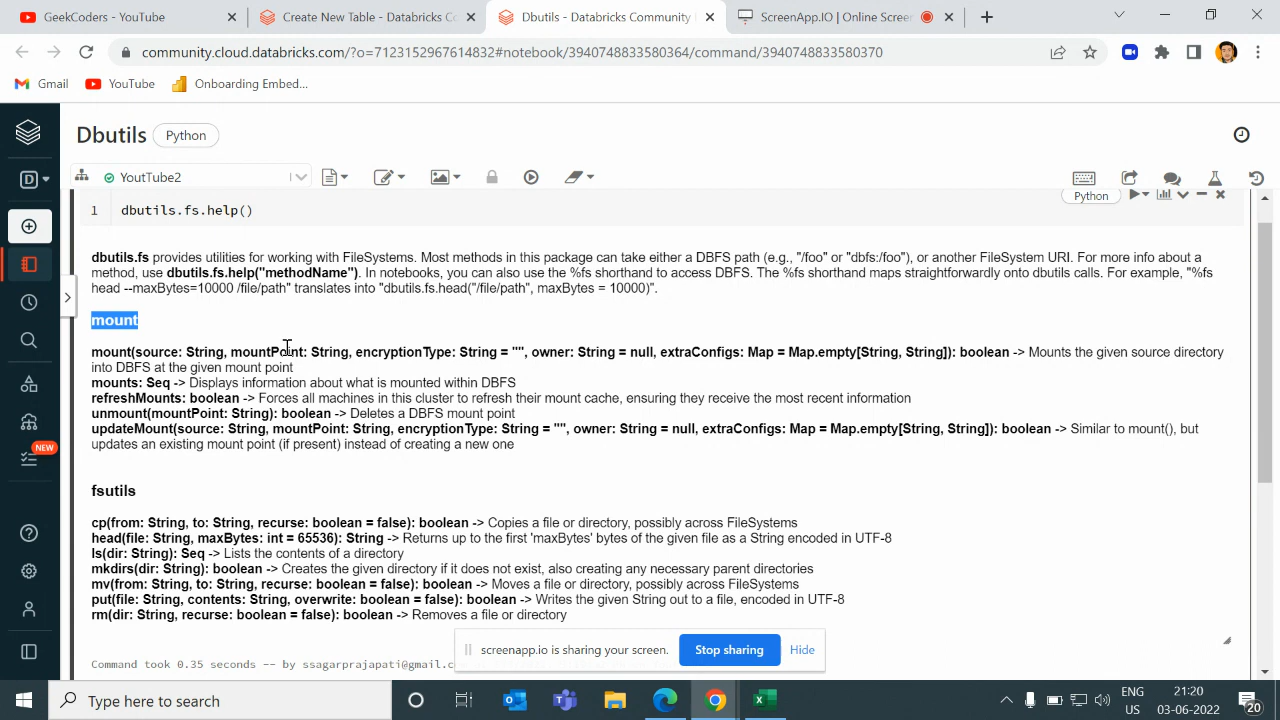 GeekCoders - YouTube
Create New Table - Databricks Co
Dbutils - Databricks Community
ScreenApp.IO | Online Screen
community.cloud.databricks.com/?o=7123152967614832#notebook/3940748833580364/command/3940748833580370
Gmail
YouTube
Onboarding Embed...
Dbutils
Python
D
YoutTube2
Python
1
dbutils.fs.help()
dbutils.fs provides utilities for working with FileSystems. Most methods in this package can take either a DBFS path (e.g., "/foo" or "dbfs:/foo"), or another FileSystem URI. For more info about a
method, use dbutils.fs.help("methodName"). In notebooks, you can also use the %fs shorthand to access DBFS. The %fs shorthand maps straightforwardly onto dbutils calls. For example, "%fs
head --maxBytes=10000 /file/path" translates into "dbutils.fs.head("/file/path", maxBytes = 10000)".
mount
mount(source: String, mountPoint: String, encryptionType: String = "", owner: String = null, extraConfigs: Map = Map.empty[String, String]): boolean -> Mounts the given source directory
into DBFS at the given mount point
mounts: Seq -> Displays information about what is mounted within DBFS
refreshMounts: boolean -> Forces all machines in this cluster to refresh their mount cache, ensuring they receive the most recent information
unmount(mountPoint: String): boolean -> Deletes a DBFS mount point
updateMount(source: String, mountPoint: String, encryptionType: String = "", owner: String = null, extraConfigs: Map = Map.empty[String, String]): boolean -> Similar to mount(), but
updates an existing mount point (if present) instead of creating a new one
NEW
fsutils
cp(from: String, to: String, recurse: boolean = false): boolean -> Copies a file or directory, possibly across FileSystems
head(file: String, maxBytes: int = 65536): String -> Returns up to the first 'maxBytes' bytes of the given file as a String encoded in UTF-8
ls(dir: String): Seq -> Lists the contents of a directory
mkdirs(dir: String): boolean -> Creates the given directory if it does not exist, also creating any necessary parent directories
mv(from: String, to: String, recurse: boolean = false): boolean -> Moves a file or directory, possibly across FileSystems
put(file: String, contents: String, overwrite: boolean = false): boolean -> Writes the given String out to a file, encoded in UTF-8
rm(dir: String, recurse: boolean = false): boolean -> Removes a file or directory
screenapp.io is sharing your screen.
Stop sharing
Hide
Command took 0.35 seconds -- by ssagarprajapati@gmail.com
Type here to search
ENG
US
21:20
03-06-2022
20